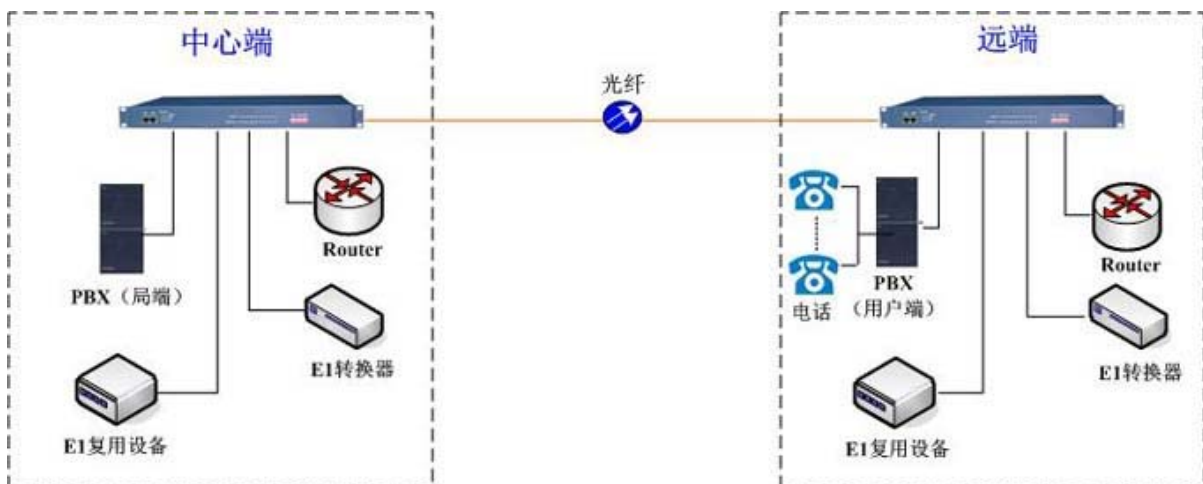 中心端
远端
光纤
Router
PBX（局端）
E1转换器
E1复用设备
Router
PBX
（用户端）
电话
E1转换器
E1复用设备